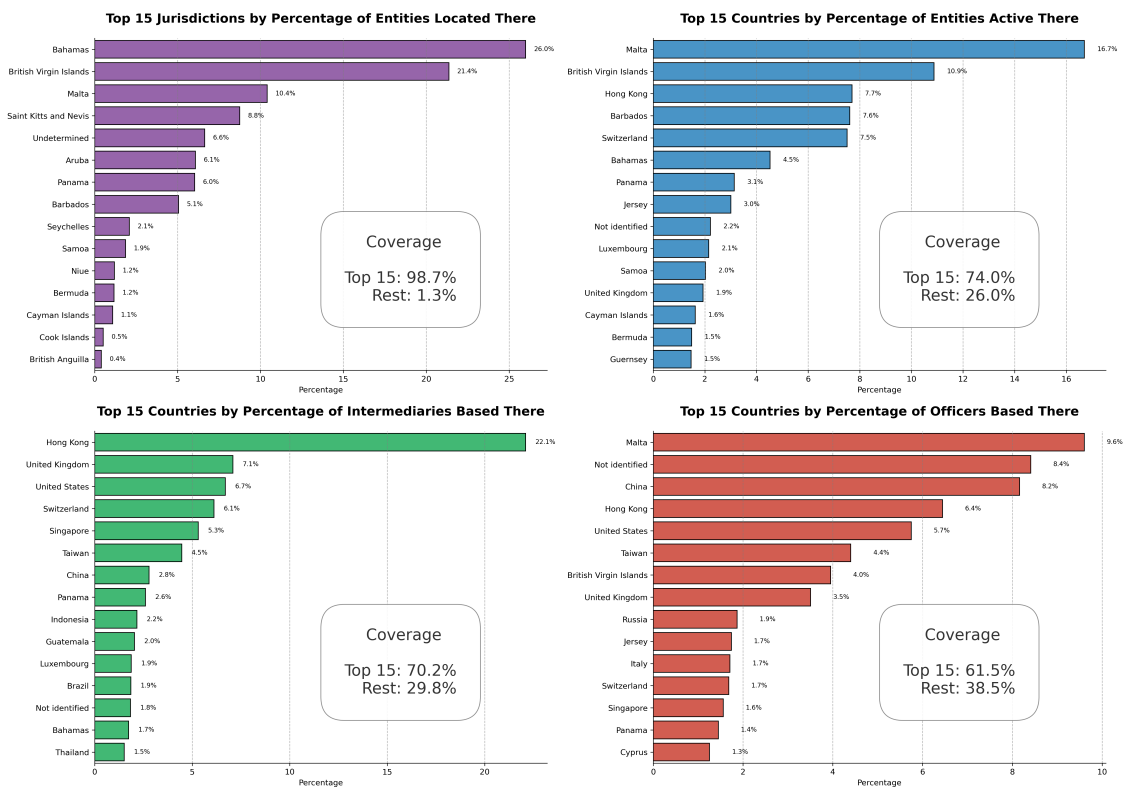 Top 15 Jurisdictions by Percentage of Entities Located There
Bahamas 26.0%
British Virgin Islands 21.4%
Malta 10.4%
Saint Kitts and Nevis 8.8%
Undetermined 6.6%
Aruba 6.1%
Panama 6.0%
Barbados 5.1%
Seychelles 2.1%
Samoa 1.9%
Niue 1.2%
Bermuda 1.2%
Cayman Islands 1.1%
Cook Islands 0.5%
British Anguilla 0.4%
Coverage
Top 15: 98.7%
Rest: 1.3%
0 5 10 15 20 25
Percentage
Top 15 Countries by Percentage of Entities Active There
Malta 16.7%
British Virgin Islands 10.9%
Hong Kong 7.7%
Barbados 7.6%
Switzerland 7.5%
Bahamas 4.5%
Panama 3.1%
Jersey 3.0%
Not identified 2.2%
Luxembourg 2.1%
Samoa 2.0%
United Kingdom 1.9%
Cayman Islands 1.6%
Bermuda 1.5%
Guernsey 1.5%
Coverage
Top 15: 74.0%
Rest: 26.0%
0 2 4 6 8 10 12 14 16
Percentage
Top 15 Countries by Percentage of Intermediaries Based There
Hong Kong 22.1%
United Kingdom 7.1%
United States 6.7%
Switzerland 6.1%
Singapore 5.3%
Taiwan 4.5%
China 2.8%
Panama 2.6%
Indonesia 2.2%
Guatemala 2.0%
Luxembourg 1.9%
Brazil 1.9%
Not identified 1.8%
Bahamas 1.7%
Thailand 1.5%
Coverage
Top 15: 70.2%
Rest: 29.8%
0 5 10 15 20
Percentage
Top 15 Countries by Percentage of Officers Based There
Malta 9.6%
Not identified 8.4%
China 8.2%
Hong Kong 6.4%
United States 5.7%
Taiwan 4.4%
British Virgin Islands 4.0%
United Kingdom 3.5%
Russia 1.9%
Jersey 1.7%
Italy 1.7%
Switzerland 1.7%
Singapore 1.6%
Panama 1.4%
Cyprus 1.3%
Coverage
Top 15: 61.5%
Rest: 38.5%
0 2 4 6 8 10
Percentage